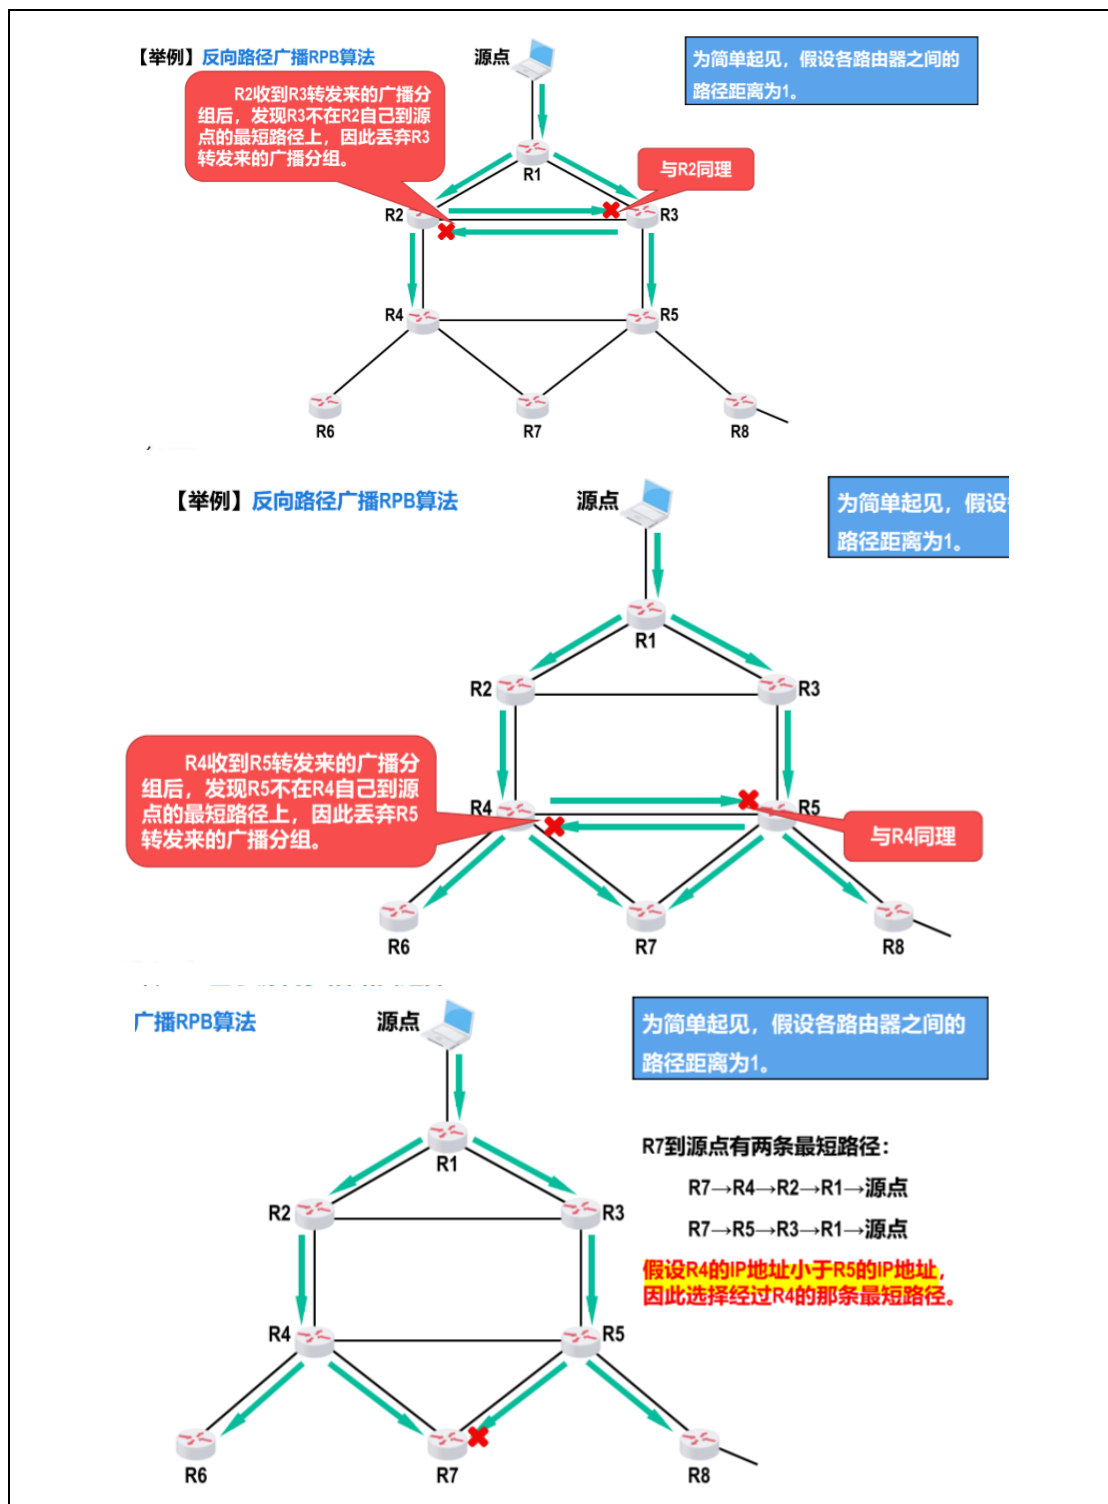 【举例】反向路径广播RPB算法
源点
为简单起见，假设各路由器之间的
路径距离为1。
R2收到R3转发来的广播分
组后，发现R3不在R2自己到源
点的最短路径上，因此丢弃R3
转发来的广播分组。
与R2同理
R1
R2
R3
R4
R5
R6
R7
R8
【举例】反向路径广播RPB算法
源点
为简单起见，假设
路径距离为1。
R1
R2
R3
R4收到R5转发来的广播分
组后，发现R5不在R4自己到源
点的最短路径上，因此丢弃R5
转发来的广播分组。
R4
R5
与R4同理
R6
R7
R8
广播RPB算法
源点
为简单起见，假设各路由器之间的
路径距离为1。
R1
R7到源点有两条最短路径：
R7→R4→R2→R1→源点
R7→R5→R3→R1→源点
假设R4的IP地址小于R5的IP地址，
因此选择经过R4的那条最短路径。
R2
R3
R4
R5
R6
R7
R8